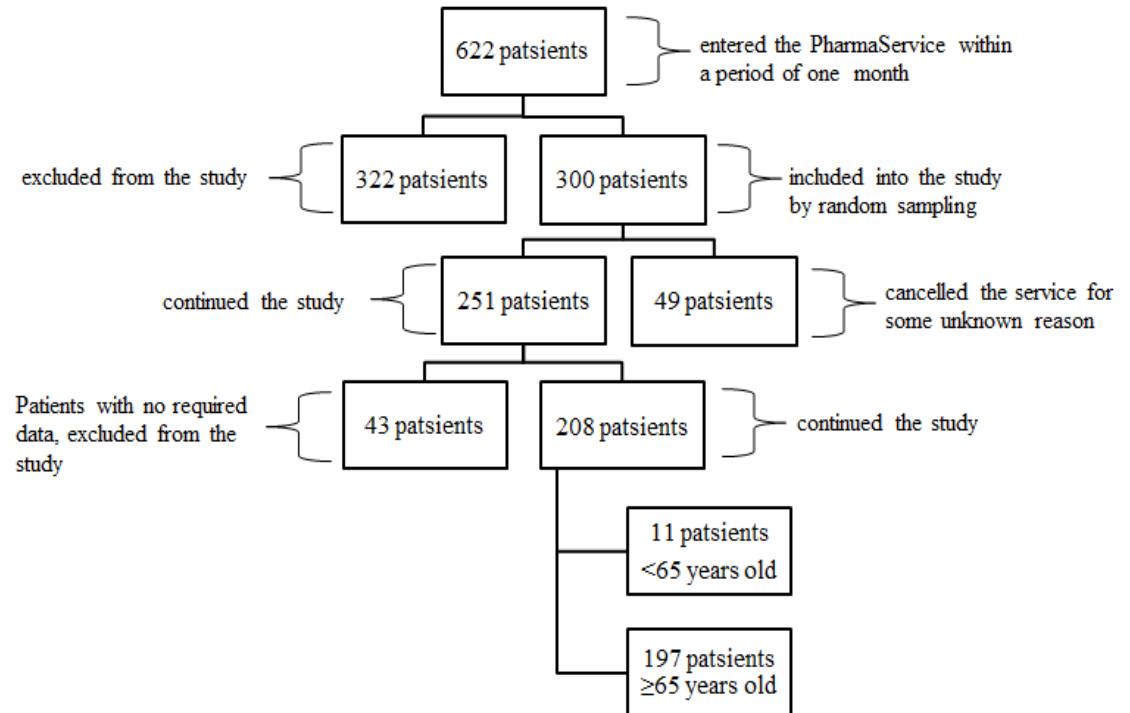 622 patsients
entered the PharmaService within
a period of one month
excluded from the study
322 patsients
300 patsients
included into the study
by random sampling
continued the study
251 patsients
49 patsients
cancelled the service for
some unknown reason
Patients with no required
data, excluded from the
study
43 patsients
208 patsients
continued the study
11 patsients
<65 years old
197 patsients
≥65 years old